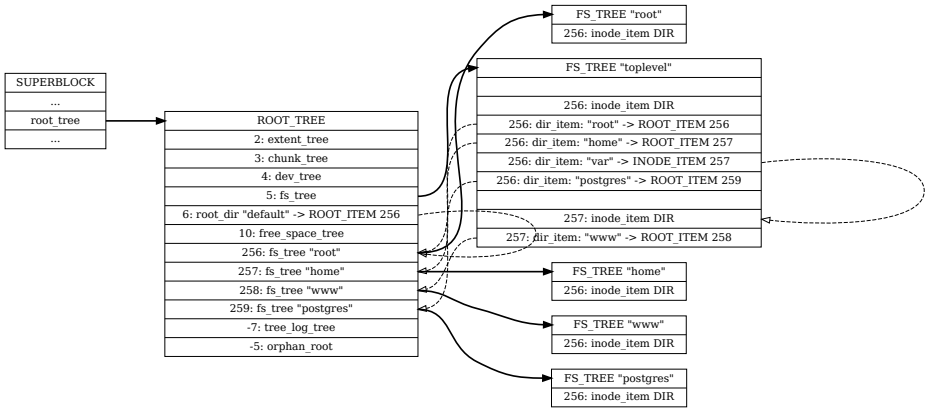 SUPERBLOCK
...
root_tree
...
ROOT_TREE
2: extent_tree
3: chunk_tree
4: dev_tree
5: fs_tree
6: root_dir "default" -> ROOT_ITEM 256
10: free_space_tree
256: fs_tree "root"
257: fs_tree "home"
258: fs_tree "www"
259: fs_tree "postgres"
-7: tree_log_tree
-5: orphan_root
FS_TREE "root"
256: inode_item DIR
FS_TREE "toplevel"
256: inode_item DIR
256: dir_item: "root" -> ROOT_ITEM 256
256: dir_item: "home" -> ROOT_ITEM 257
256: dir_item: "var" -> INODE_ITEM 257
256: dir_item: "postgres" -> ROOT_ITEM 259
257: inode_item DIR
257: dir_item: "www" -> ROOT_ITEM 258
FS_TREE "home"
256: inode_item DIR
FS_TREE "www"
256: inode_item DIR
FS_TREE "postgres"
256: inode_item DIR